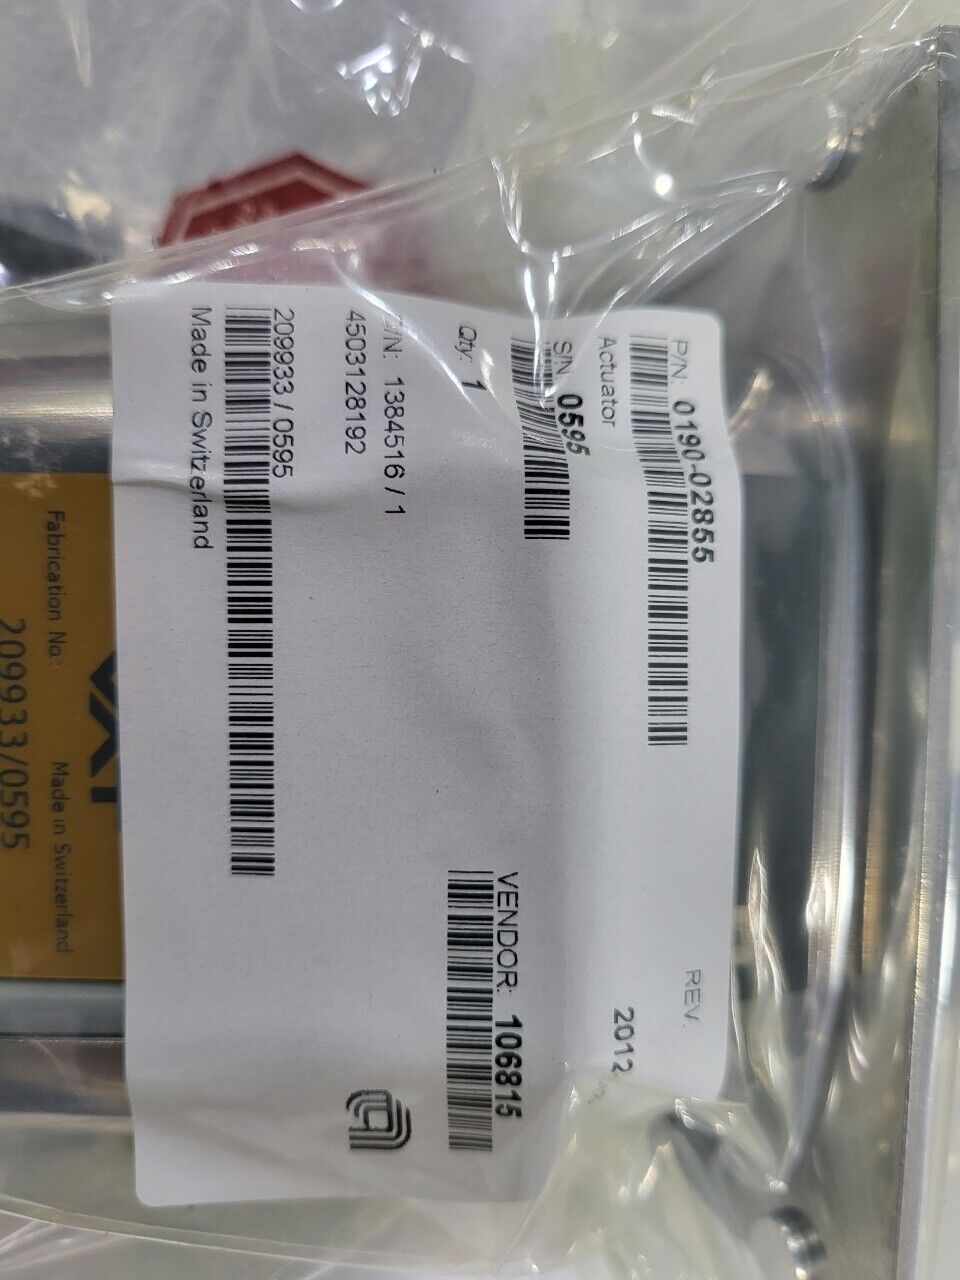 P/N: 0190-02855
REV.
Actuator
2012
S/N 0595
Qty. 1
VENDOR: 106815
/N: 1384516 / 1
4503128192
209933 / 0595
Made in Switzerland
Fabrication No.:
Made in Switzerland
209933/0595